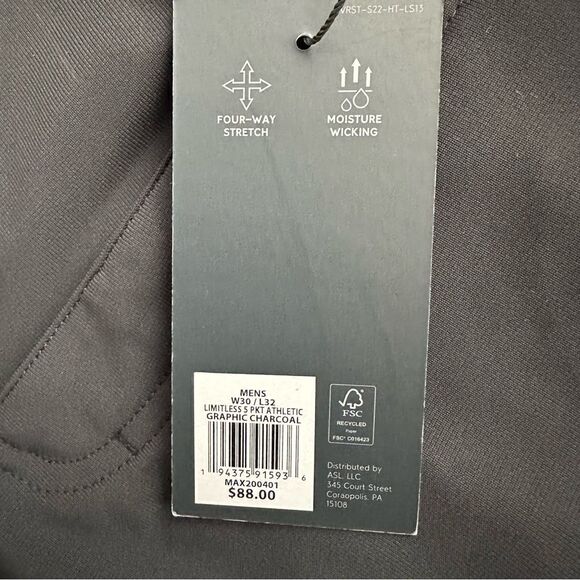 VRST-S22-HT-LS13
FOUR-WAY
STRETCH
MOISTURE
WICKING
MENS
W30 / L32
LIMITLESS 5 PKT ATHLETIC
GRAPHIC CHARCOAL
1 94375 91593 6
MAX200401
$88.00
FSC
RECYCLED
Paper
FSC® C016423
Distributed by
ASL, LLC
345 Court Street
Coraopolis, PA
15108